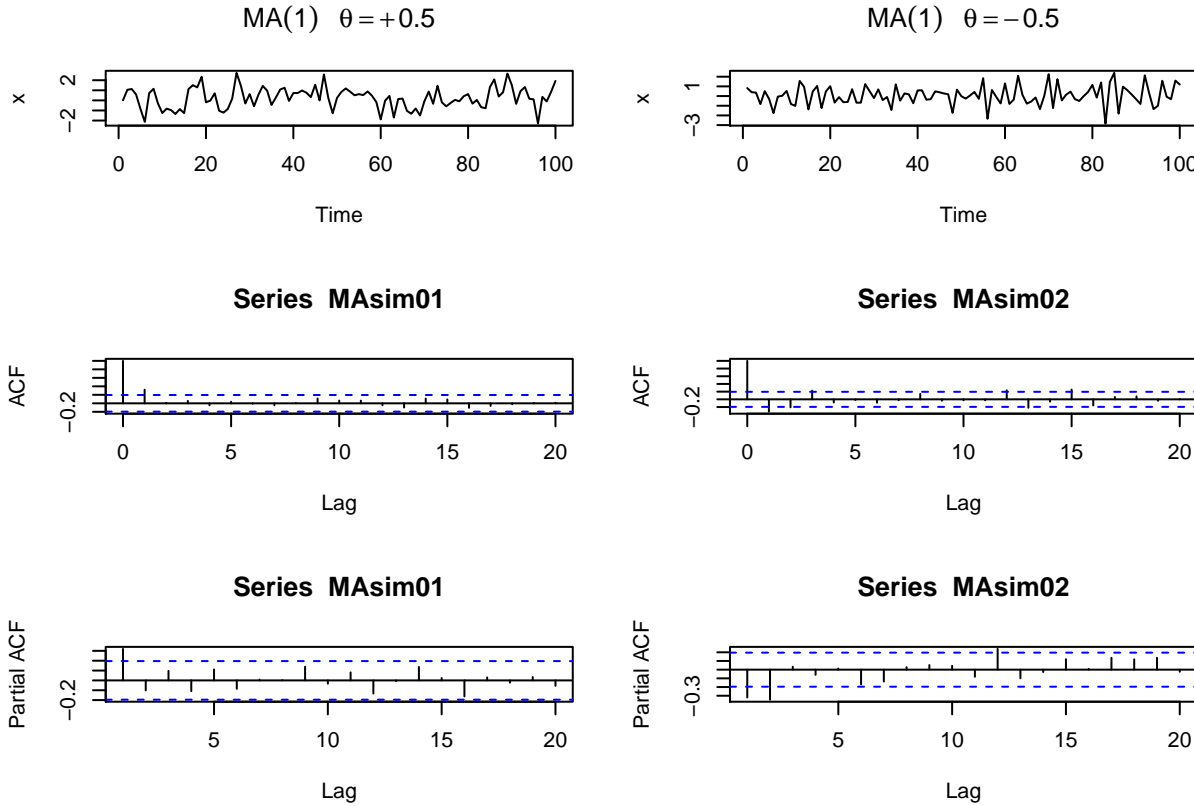 MA(1) θ = +0.5
x
−2 2
0 20 40 60 80 100
Time
MA(1) θ = −0.5
x
−3 1
0 20 40 60 80 100
Time
Series MAsim01
ACF
−0.2
0 5 10 15 20
Lag
Series MAsim02
ACF
−0.2
0 5 10 15 20
Lag
Series MAsim01
Partial ACF
−0.2
5 10 15 20
Lag
Series MAsim02
Partial ACF
−0.3
5 10 15 20
Lag